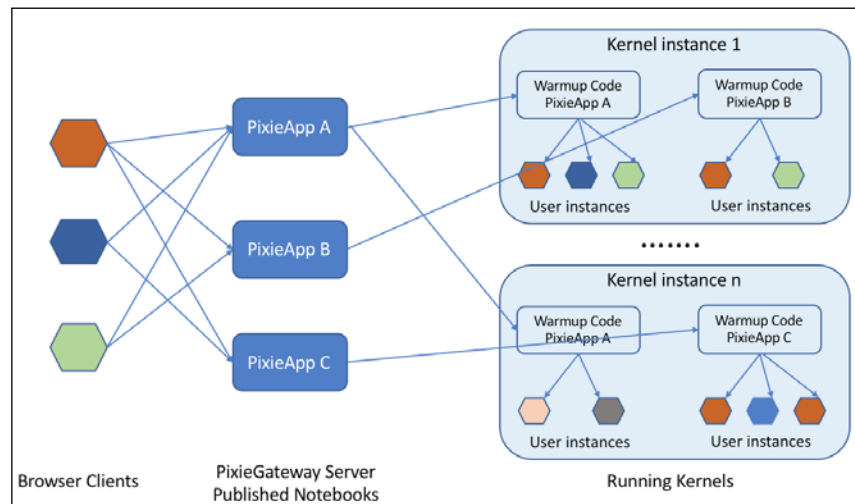 Kernel instance 1
Warmup Code
PixieApp A
Warmup Code
PixieApp B
User instances
User instances
PixieApp A
PixieApp B
PixieApp C
.......
Kernel instance n
Warmup Code
PixieApp A
Warmup Code
PixieApp C
User instances
User instances
Browser Clients
PixieGateway Server
Published Notebooks
Running Kernels